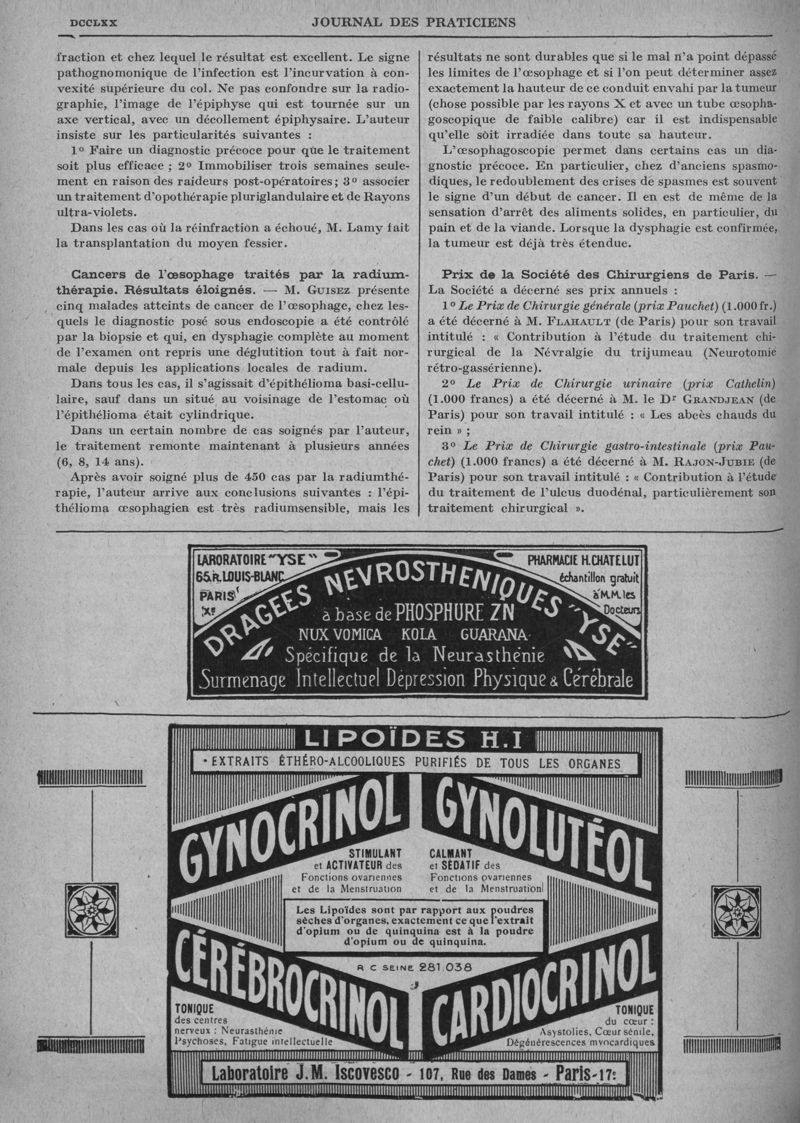 DCCLXX
JOURNAL DES PRATICIENS
fraction et chez lequel le résultat est excellent. Le signe
pathognomonique de l'infection est l'incurvation à con-
vexité supérieure du col. Ne pas confondre sur la radio-
graphie, l'image de l'épiphyse qui est tournée sur un
axe vertical, avec un décollement épiphysaire. L'auteur
insiste sur les particularités suivantes :
1º Faire un diagnostic précoce pour que le traitement
soit plus efficace ; 2º Immobiliser trois semaines seule-
ment en raison des raideurs post-opératoires ; 3º associer
un traitement d'opothérapie pluriglandulaire et de Rayons
ultra-violets.
Dans les cas où la réinfraction a échoué, M. Lamy fait
la transplantation du moyen fessier.
Cancers de l'œsophage traités par la radium-
thérapie. Résultats éloignés. — M. GUISEZ présente
cinq malades atteints de cancer de l'œsophage, chez les-
quels le diagnostic posé sous endoscopie a été contrôlé
par la biopsie et qui, en dysphagie complète au moment
de l'examen ont repris une déglutition tout à fait nor-
male depuis les applications locales de radium.
Dans tous les cas, il s'agissait d'épithélioma basi-cellu-
laire, sauf dans un situé au voisinage de l'estomac où
l'épithélioma était cylindrique.
Dans un certain nombre de cas soignés par l'auteur,
le traitement remonte maintenant à plusieurs années
(6, 8, 14 ans).
Après avoir soigné plus de 450 cas par la radiumthé-
rapie, l'auteur arrive aux conclusions suivantes : l'épi-
thélioma œsophagien est très radiumsensible, mais les
résultats ne sont durables que si le mal n'a point dépassé
les limites de l'œsophage et si l'on peut déterminer assez
exactement la hauteur de ce conduit envahi par la tumeur
(chose possible par les rayons X et avec un tube œsopha-
goscopique de faible calibre) car il est indispensable
qu'elle soit irradiée dans toute sa hauteur.
L'œsophagoscopie permet dans certains cas un dia-
gnostic précoce. En particulier, chez d'anciens spasmo-
diques, le redoublement des crises de spasmes est souvent
le signe d'un début de cancer. Il en est de même de la
sensation d'arrêt des aliments solides, en particulier, du
pain et de la viande. Lorsque la dysphagie est confirmée,
la tumeur est déjà très étendue.
Prix de la Société des Chirurgiens de Paris. —
La Société a décerné ses prix annuels :
1º Le Prix de Chirurgie générale (prix Pauchet) (1.000 fr.)
a été décerné à M. FLAHAULT (de Paris) pour son travail
intitulé : « Contribution à l'étude du traitement chi-
rurgical de la Névralgie du trijumeau (Neurotomie
rétro-gassérienne).
2º Le Prix de Chirurgie urinaire (prix Cathelin)
(1.000 francs) a été décerné à M. le Dr GRANDJEAN (de
Paris) pour son travail intitulé : « Les abcès chauds du
rein » ;
3º Le Prix de Chirurgie gastro-intestinale (prix Pau-
chet) (1.000 francs) a été décerné à M. RAJON-JUBIE (de
Paris) pour son travail intitulé : « Contribution à l'étude
du traitement de l'ulcus duodénal, particulièrement son
traitement chirurgical ».
LABORATOIRE "YSE"
65.R. LOUIS-BLANC
PARIS
Xe
PHARMACIE H. CHATELUT
échantillon gratuit
à M.M. les
Docteurs
DRAGÉES NEVROSTHENIQUES "YSE"
à base de PHOSPHURE ZN
NUX VOMICA KOLA GUARANA
Spécifique de la Neurasthénie
Surmenage Intellectuel Dépression Physique & Cérébrale
LIPOÏDES H.I
EXTRAITS ÉTHÉRO-ALCOOLIQUES PURIFIÉS DE TOUS LES ORGANES
GYNOCRINOL
GYNOLUTÉOL
STIMULANT
et ACTIVATEUR des
Fonctions ovariennes
et de la Menstruation
CALMANT
et SÉDATIF des
Fonctions ovariennes
et de la Menstruation
Les Lipoïdes sont par rapport aux poudres
sèches d'organes, exactement ce que l'extrait
d'opium ou de quinquina est à la poudre
d'opium ou de quinquina.
R C SEINE 281 038
CÉRÉBROCRINOL
CARDIOCRINOL
TONIQUE
des centres
nerveux : Neurasthénie
Psychoses, Fatigue intellectuelle
TONIQUE
du cœur :
Asystolies, Cœur sénile,
Dégénérescences myocardiques
Laboratoire J.M. ISCOVESCO - 107, Rue des Dames - Paris-17e